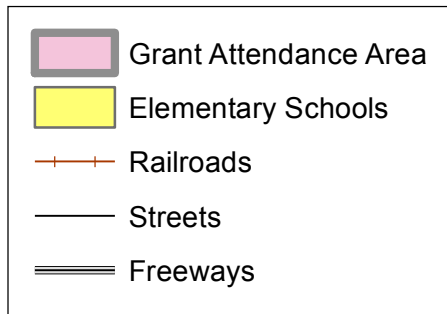 Grant Attendance Area
Elementary Schools
Railroads
Streets
Freeways